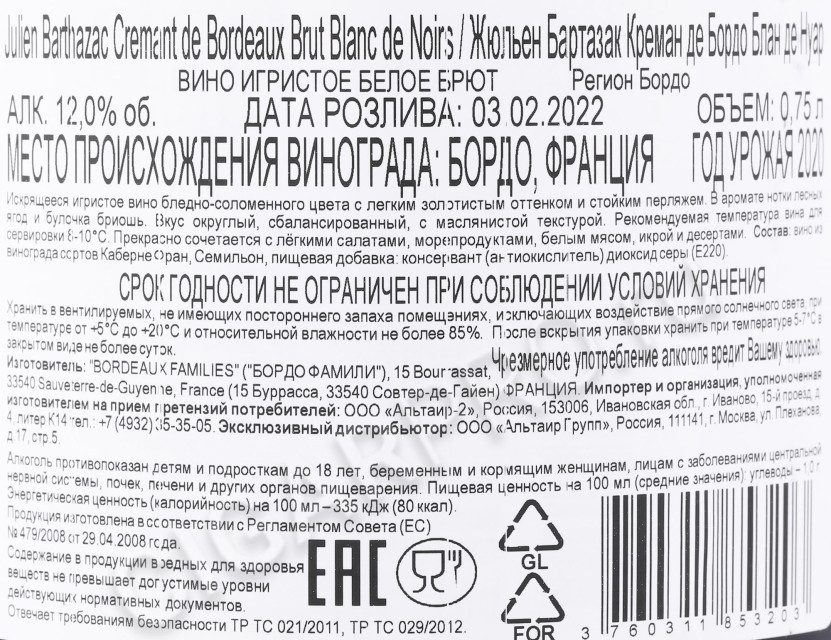 Julien Barthazac Cremant de Bordeaux Brut Blanc de Noirs / Жюльен Бартазак Креман де Бордо Блан де Нуар
ВИНО ИГРИСТОЕ БЕЛОЕ БРЮТ Регион Бордо
АЛК. 12,0% об. ДАТА РОЗЛИВА: 03.02.2022 ОБЪЕМ: 0,75 л
МЕСТО ПРОИСХОЖДЕНИЯ ВИНОГРАДА: БОРДО, ФРАНЦИЯ ГОД УРОЖАЯ 2020
Искрящееся игристое вино бледно-соломенного цвета с легким золотистым оттенком и стойким перляжем. В аромате нотки лесных
ягод и булочка бриошь. Вкус округлый, сбалансированный, с маслянистой текстурой. Рекомендуемая температура вина для
сервировки 8-10°С. Прекрасно сочетается с лёгкими салатами, морепродуктами, белым мясом, икрой и десертами. Состав: вино из
винограда сортов Каберне Фран, Семильон, пищевая добавка: консервант (антиокислитель) диоксид серы (Е220).
СРОК ГОДНОСТИ НЕ ОГРАНИЧЕН ПРИ СОБЛЮДЕНИИ УСЛОВИЙ ХРАНЕНИЯ
Хранить в вентилируемых, не имеющих постороннего запаха помещениях, исключающих воздействие прямого солнечного света, при
температуре от +5°С до +20°С и относительной влажности не более 85%. После вскрытия упаковки хранить при температуре 5-7°С в
закрытом виде не более суток. Чрезмерное употребление алкоголя вредит Вашему здоровью.
Изготовитель: "BORDEAUX FAMILIES" ("БОРДО ФАМИЛИ"), 15 Bourrassat,
33540 Sauveterre-de-Guyenne, France (15 Буррасса, 33540 Совтер-де-Гайен) ФРАНЦИЯ. Импортер и организация, уполномоченная
изготовителем на прием претензий потребителей: ООО «Альтаир-2», Россия, 153006, Ивановская обл., г. Иваново, 15-й проезд, д.
4, литер К14 тел.: +7 (4932) 35-35-05. Эксклюзивный дистрибьютор: ООО «Альтаир Групп», Россия, 111141, г. Москва, ул. Плеханова,
д. 17, стр.5.
Алкоголь противопоказан детям и подросткам до 18 лет, беременным и кормящим женщинам, лицам с заболеваниями центральной
нервной системы, почек, печени и других органов пищеварения. Пищевая ценность на 100 мл (средние значения): углеводы – 1,0 г.
Энергетическая ценность (калорийность) на 100 мл – 335 кДж (80 ккал).
Продукция изготовлена в соответствии с Регламентом Совета (ЕС)
№ 479/2008 от 29.04.2008 года.
Содержание в продукции вредных для здоровья
веществ не превышает допустимые уровни
действующих нормативных документов.
Отвечает требованиям безопасности ТР ТС 021/2011, ТР ТС 029/2012.
EAC
GL
FOR
3 760311 853203